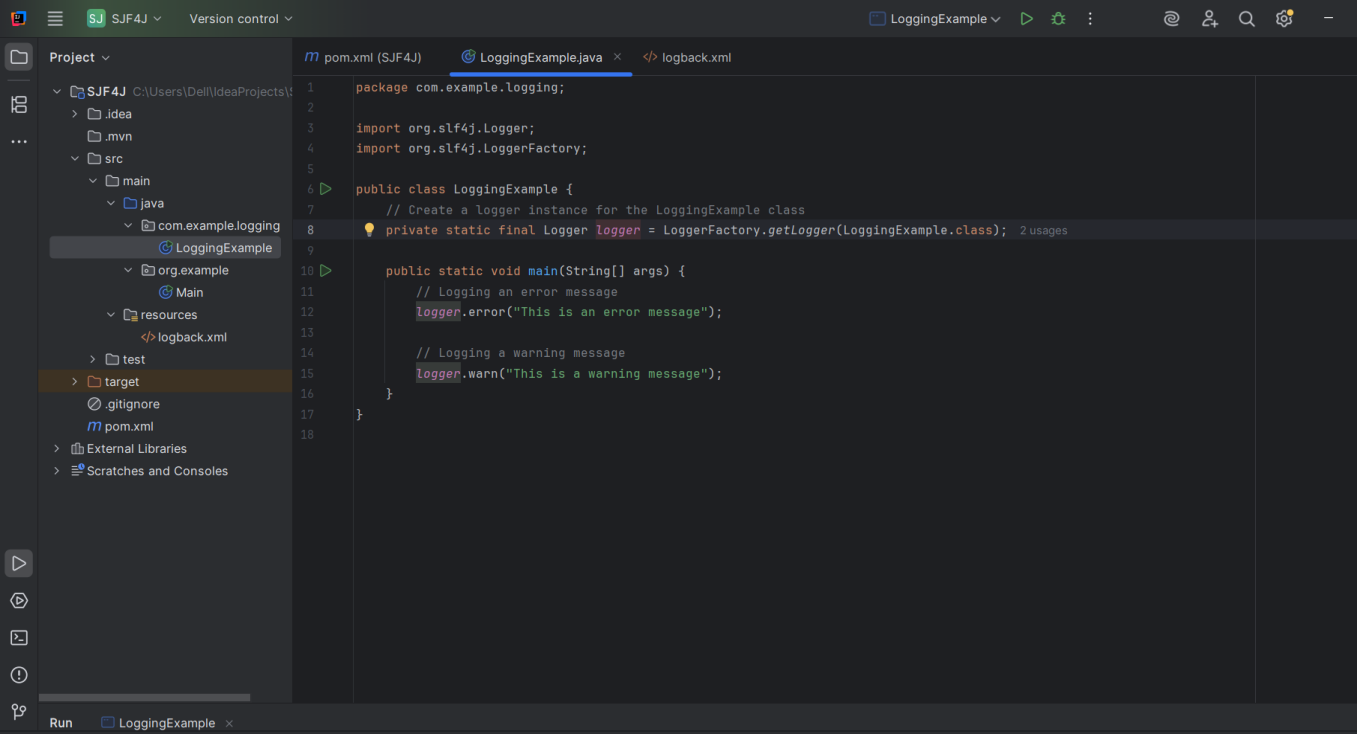 SJ SJF4J Version control LoggingExample
Project
pom.xml (SJF4J) LoggingExample.java logback.xml
SJF4J C:\Users\Dell\IdeaProjects\
.idea
.mvn
src
main
java
com.example.logging
LoggingExample
org.example
Main
resources
logback.xml
test
target
.gitignore
pom.xml
External Libraries
Scratches and Consoles
1 package com.example.logging;
2
3 import org.slf4j.Logger;
4 import org.slf4j.LoggerFactory;
5
6 public class LoggingExample {
7 // Create a logger instance for the LoggingExample class
8 private static final Logger logger = LoggerFactory.getLogger(LoggingExample.class); 2 usages
9
10 public static void main(String[] args) {
11 // Logging an error message
12 logger.error("This is an error message");
13
14 // Logging a warning message
15 logger.warn("This is a warning message");
16 }
17 }
18
Run LoggingExample